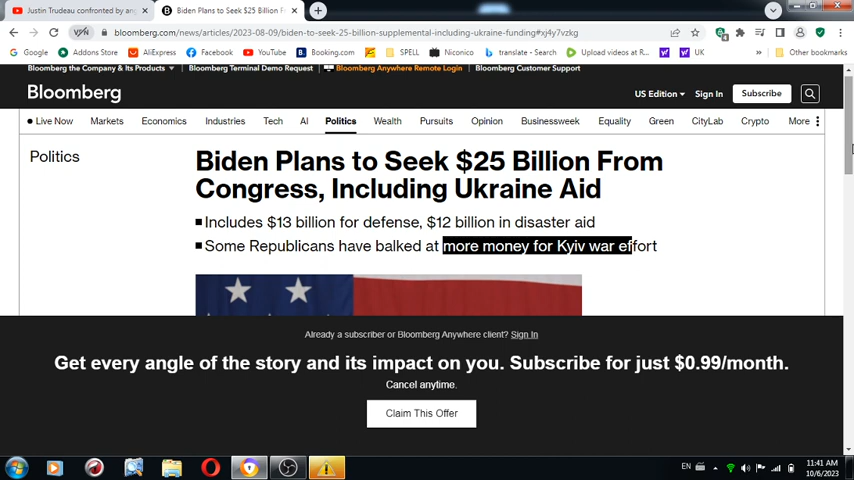 Justin Trudeau confronted by ang
Biden Plans to Seek $25 Billion F
VPN
bloomberg.com/news/articles/2023-08-09/biden-to-seek-25-billion-supplemental-including-ukraine-funding#xj4y7vzkg
Google Addons Store AliExpress Facebook YouTube Booking.com SPELL Niconico translate - Search Upload videos at R... UK Other bookmarks
Bloomberg the Company & Its Products Bloomberg Terminal Demo Request Bloomberg Anywhere Remote Login Bloomberg Customer Support
Bloomberg
US Edition Sign In Subscribe
Live Now Markets Economics Industries Tech AI Politics Wealth Pursuits Opinion Businessweek Equality Green CityLab Crypto More
Politics
Biden Plans to Seek $25 Billion From
Congress, Including Ukraine Aid
Includes $13 billion for defense, $12 billion in disaster aid
Some Republicans have balked at more money for Kyiv war effort
Already a subscriber or Bloomberg Anywhere client? Sign In
Get every angle of the story and its impact on you. Subscribe for just $0.99/month.
Cancel anytime.
Claim This Offer
EN
11:41 AM
10/6/2023